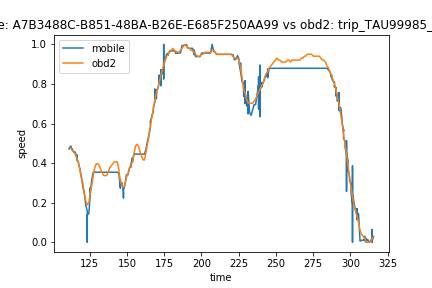 e: A7B3488C-B851-48BA-B26E-E685F250AA99 vs obd2: trip_TAU99985_
mobile
obd2
1.0
0.8
0.6
0.4
0.2
0.0
speed
125 150 175 200 225 250 275 300 325
time